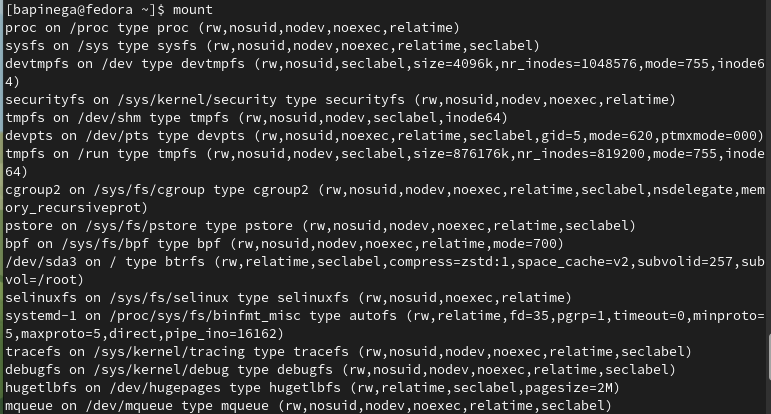 [bapinega@fedora ~]$ mount
proc on /proc type proc (rw,nosuid,nodev,noexec,relatime)
sysfs on /sys type sysfs (rw,nosuid,nodev,noexec,relatime,seclabel)
devtmpfs on /dev type devtmpfs (rw,nosuid,seclabel,size=4096k,nr_inodes=1048576,mode=755,inode6
4)
securityfs on /sys/kernel/security type securityfs (rw,nosuid,nodev,noexec,relatime)
tmpfs on /dev/shm type tmpfs (rw,nosuid,nodev,seclabel,inode64)
devpts on /dev/pts type devpts (rw,nosuid,noexec,relatime,seclabel,gid=5,mode=620,ptmxmode=000)
tmpfs on /run type tmpfs (rw,nosuid,nodev,seclabel,size=876176k,nr_inodes=819200,mode=755,inode
64)
cgroup2 on /sys/fs/cgroup type cgroup2 (rw,nosuid,nodev,noexec,relatime,seclabel,nsdelegate,mem
ory_recursiveprot)
pstore on /sys/fs/pstore type pstore (rw,nosuid,nodev,noexec,relatime,seclabel)
bpf on /sys/fs/bpf type bpf (rw,nosuid,nodev,noexec,relatime,mode=700)
/dev/sda3 on / type btrfs (rw,relatime,seclabel,compress=zstd:1,space_cache=v2,subvolid=257,sub
vol=/root)
selinuxfs on /sys/fs/selinux type selinuxfs (rw,nosuid,noexec,relatime)
systemd-1 on /proc/sys/fs/binfmt_misc type autofs (rw,relatime,fd=35,pgrp=1,timeout=0,minproto=
5,maxproto=5,direct,pipe_ino=16162)
tracefs on /sys/kernel/tracing type tracefs (rw,nosuid,nodev,noexec,relatime,seclabel)
debugfs on /sys/kernel/debug type debugfs (rw,nosuid,nodev,noexec,relatime,seclabel)
hugetlbfs on /dev/hugepages type hugetlbfs (rw,relatime,seclabel,pagesize=2M)
mqueue on /dev/mqueue type mqueue (rw,nosuid,nodev,noexec,relatime,seclabel)